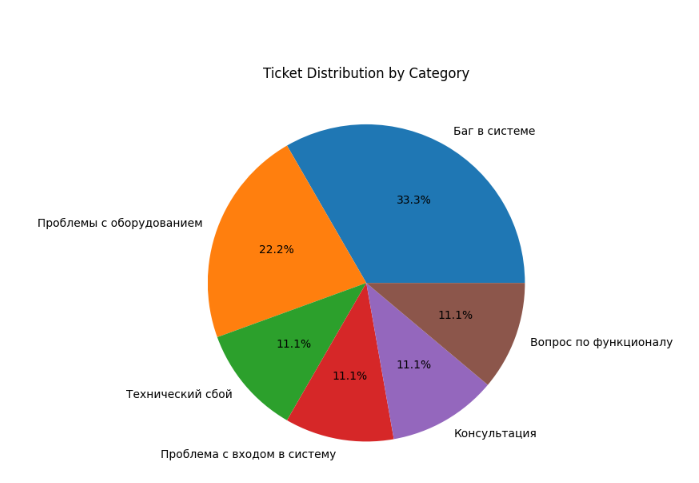 Ticket Distribution by Category
Баг в системе
33.3%
Проблемы с оборудованием
22.2%
Технический сбой
11.1%
Проблема с входом в систему
11.1%
Консультация
11.1%
Вопрос по функционалу
11.1%